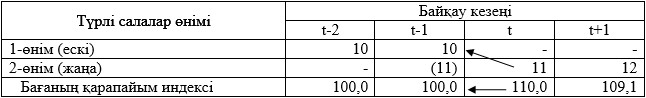 Түрлі салалар өнімі Байқау кезеңі
t-2 t-1 t t+1
1-өнім (ескі) 10 10 - -
2-өнім (жаңа) - (11) 11 12
Бағаның қарапайым индексі 100,0 100,0 110,0 109,1